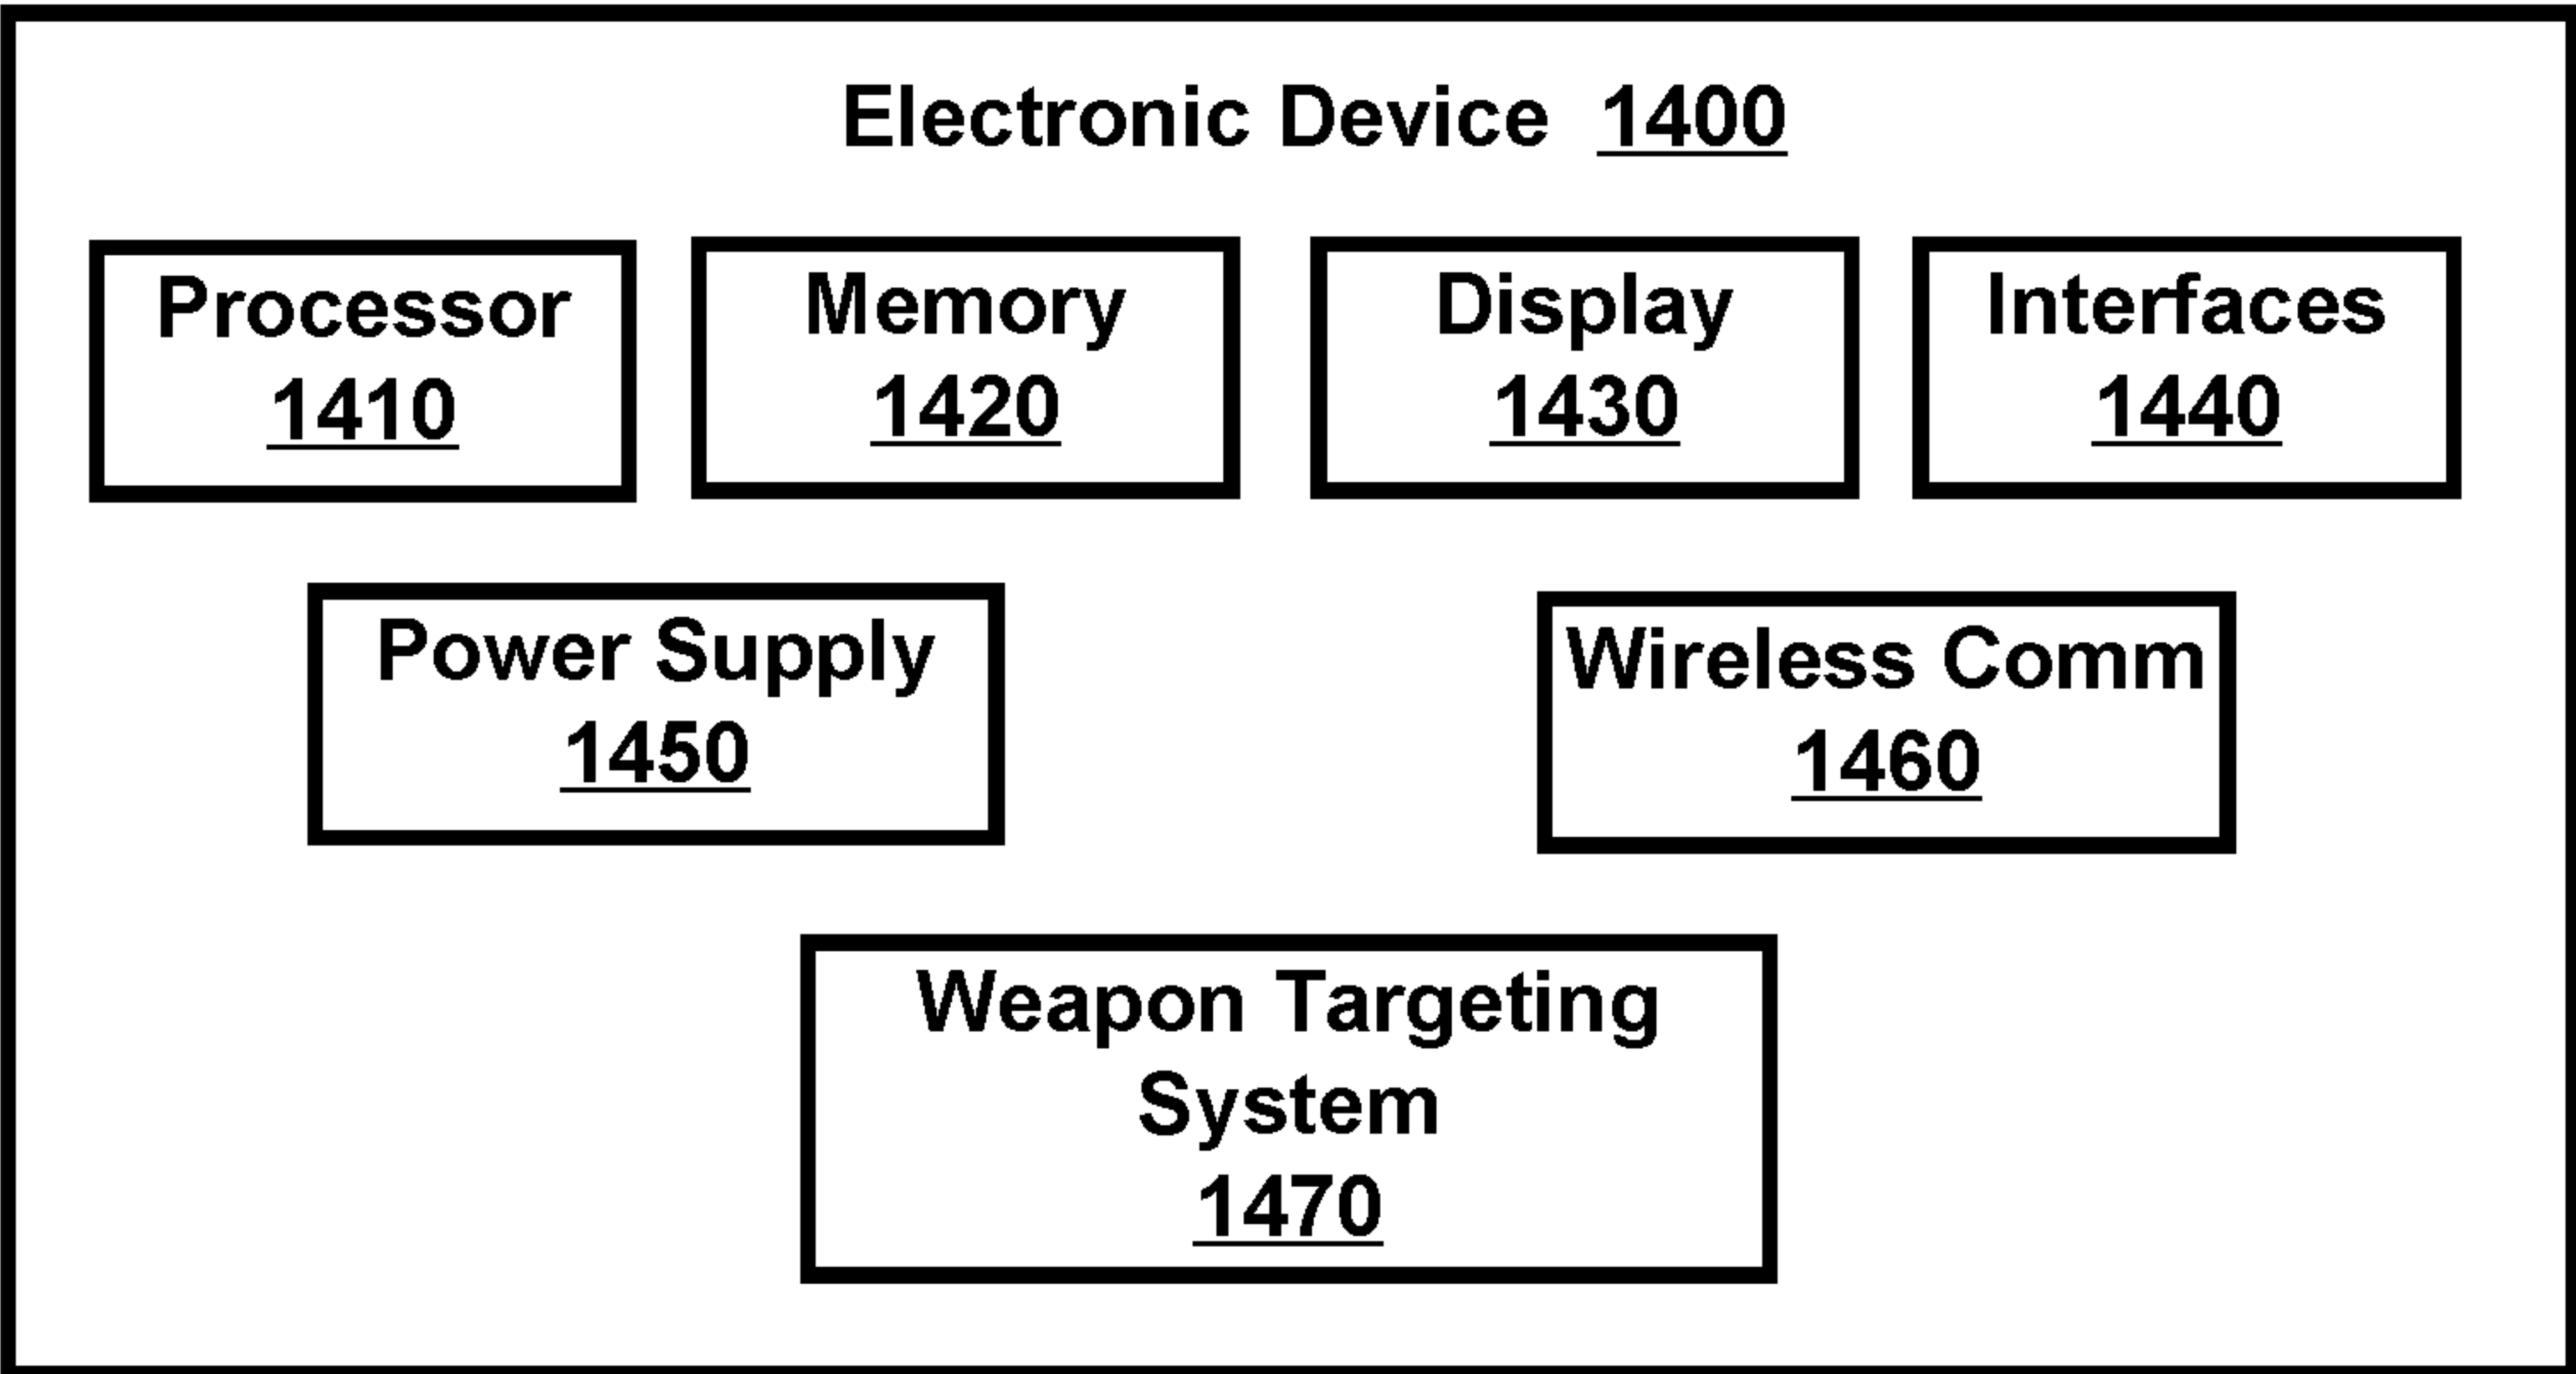 Electronic Device 1400
Processor
1410
Memory
1420
Display
1430
Interfaces
1440
Power Supply
1450
Wireless Comm
1460
Weapon Targeting
System
1470